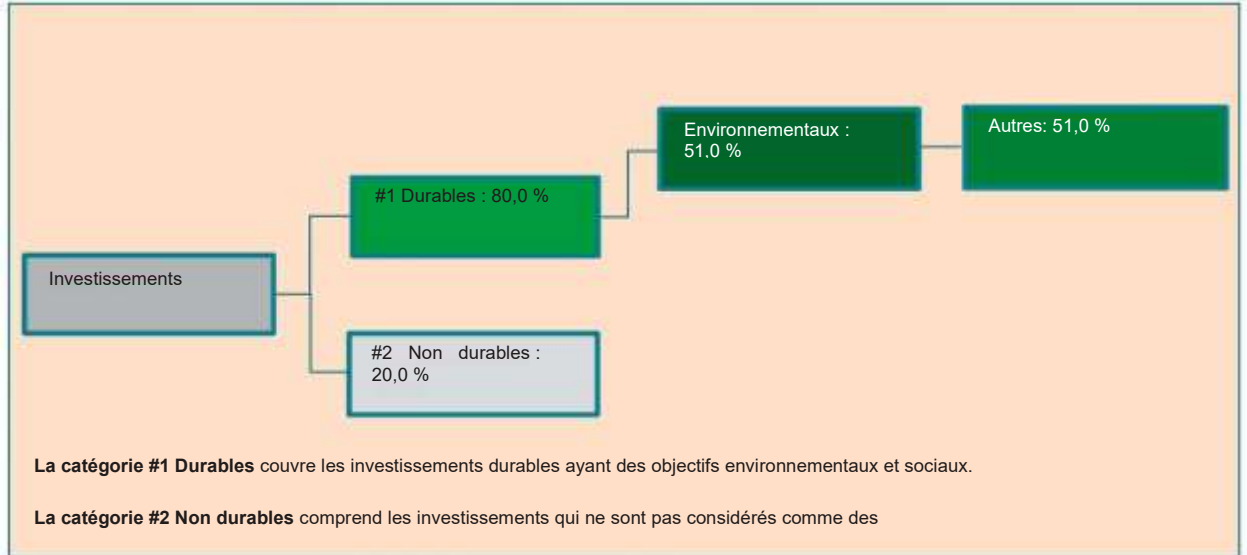 Environnementaux :
51,0 %
Autres: 51,0 %
#1 Durables : 80,0 %
Investissements
#2 Non durables :
20,0 %
La catégorie #1 Durables couvre les investissements durables ayant des objectifs environnementaux et sociaux.
La catégorie #2 Non durables comprend les investissements qui ne sont pas considérés comme des